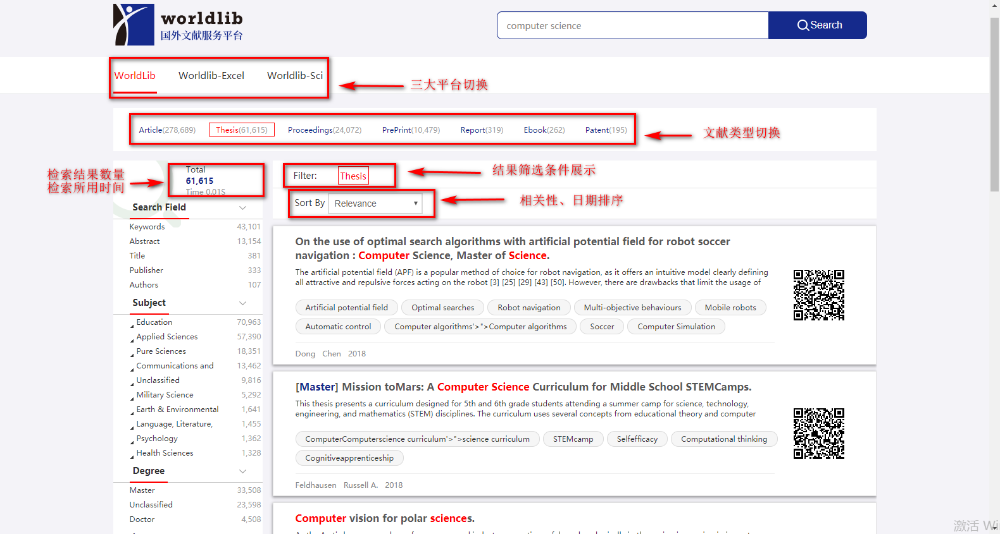 worldlib
国外文献服务平台
computer science
Search
WorldLib Worldlib-Excel Worldlib-Sci
三大平台切换
Article(278,689) Thesis(61,615) Proceedings(24,072) PrePrint(10,479) Report(319) Ebook(262) Patent(195)
文献类型切换
检索结果数量
检索所用时间
Total
61,615
Time 0.01S
Filter: Thesis
结果筛选条件展示
Sort By Relevance
相关性、日期排序
Search Field
Keywords 43,101
Abstract 13,154
Title 381
Publisher 333
Authors 107
Subject
Education 70,963
Applied Sciences 57,390
Pure Sciences 18,351
Communications and 13,462
Unclassified 9,816
Military Science 5,292
Earth & Environmental 1,641
Language, Literature, 1,455
Psychology 1,362
Health Sciences 1,328
Degree
Master 33,508
Unclassified 23,598
Doctor 4,508
On the use of optimal search algorithms with artificial potential field for robot soccer
navigation : Computer Science, Master of Science.
The artificial potential field (APF) is a popular method of choice for robot navigation, as it offers an intuitive model clearly defining
all attractive and repulsive forces acting on the robot [3] [25] [29] [43] [50]. However, there are drawbacks that limit the usage of
Artificial potential field Optimal searches Robot navigation Multi-objective behaviours Mobile robots
Automatic control Computer algorithms'>">Computer algorithms Soccer Computer Simulation
Dong Chen 2018
[Master] Mission toMars: A Computer Science Curriculum for Middle School STEMCamps.
This thesis presents a curriculum designed for 5th and 6th grade students attending a summer camp for science, technology,
engineering, and mathematics (STEM) disciplines. The curriculum uses several concepts from educational theory and computer
ComputerComputerscience curriculum'>">science curriculum STEMcamp Selfefficacy Computational thinking
Cognitiveapprenticeship
Feldhausen Russell A. 2018
Computer vision for polar sciences.
激活 Wi